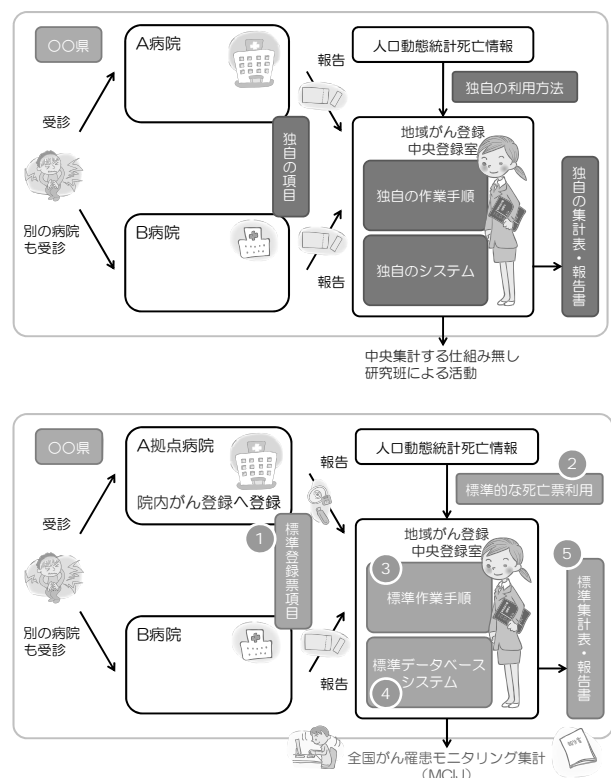 〇〇県
A病院
報告
人口動態統計死亡情報
独自の利用方法
受診
独自の項目
地域がん登録
中央登録室
独自の作業手順
独自のシステム
独自の集計表・報告書
別の病院
も受診
B病院
報告
中央集計する仕組み無し
研究班による活動
〇〇県
A拠点病院
院内がん登録へ登録
報告
人口動態統計死亡情報
2
標準的な死亡票利用
受診
1
標準登録票項目
地域がん登録
中央登録室
3
標準作業手順
標準データベース
システム
4
5
標準集計表・報告書
別の病院
も受診
B病院
報告
全国がん罹患モニタリング集計
（MCIJ）